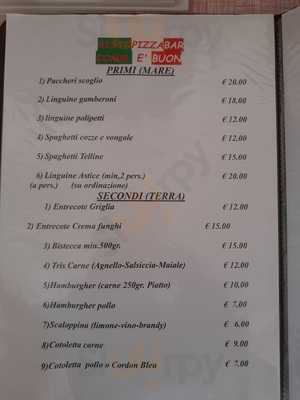 RISTOPIZZABAR
COME E' BUON
PRIMI (MARE)
1) Paccheri scoglio € 20.00
2) Linguine gamberoni € 18,00
3) linguine polipetti € 12.00
4) Spaghetti cozze e vongole € 12,00
5) Spaghetti Telline € 15.00
6) Linguine Astice (min,2 pers.) € 20.00
(a pers.) (su ordinazione)
SECONDI (TERRA)
1) Entrecote Griglia € 12.00
2) Entrecote Crema funghi € 15.00
3) Bistecca min.500gr. € 15.00
4) Tris Carne (Agnello-Salsiccia-Maiale) € 12.00
5)Hamburgher (carne 250gr. Piatto) € 10.00
6)Hamburgher pollo € 7.00
7)Scaloppina (limone-vino-brandy) € 6.00
8)Cotoletta carne € 9.00
9)Cotoletta pollo o Cordon Bleu € 7.00